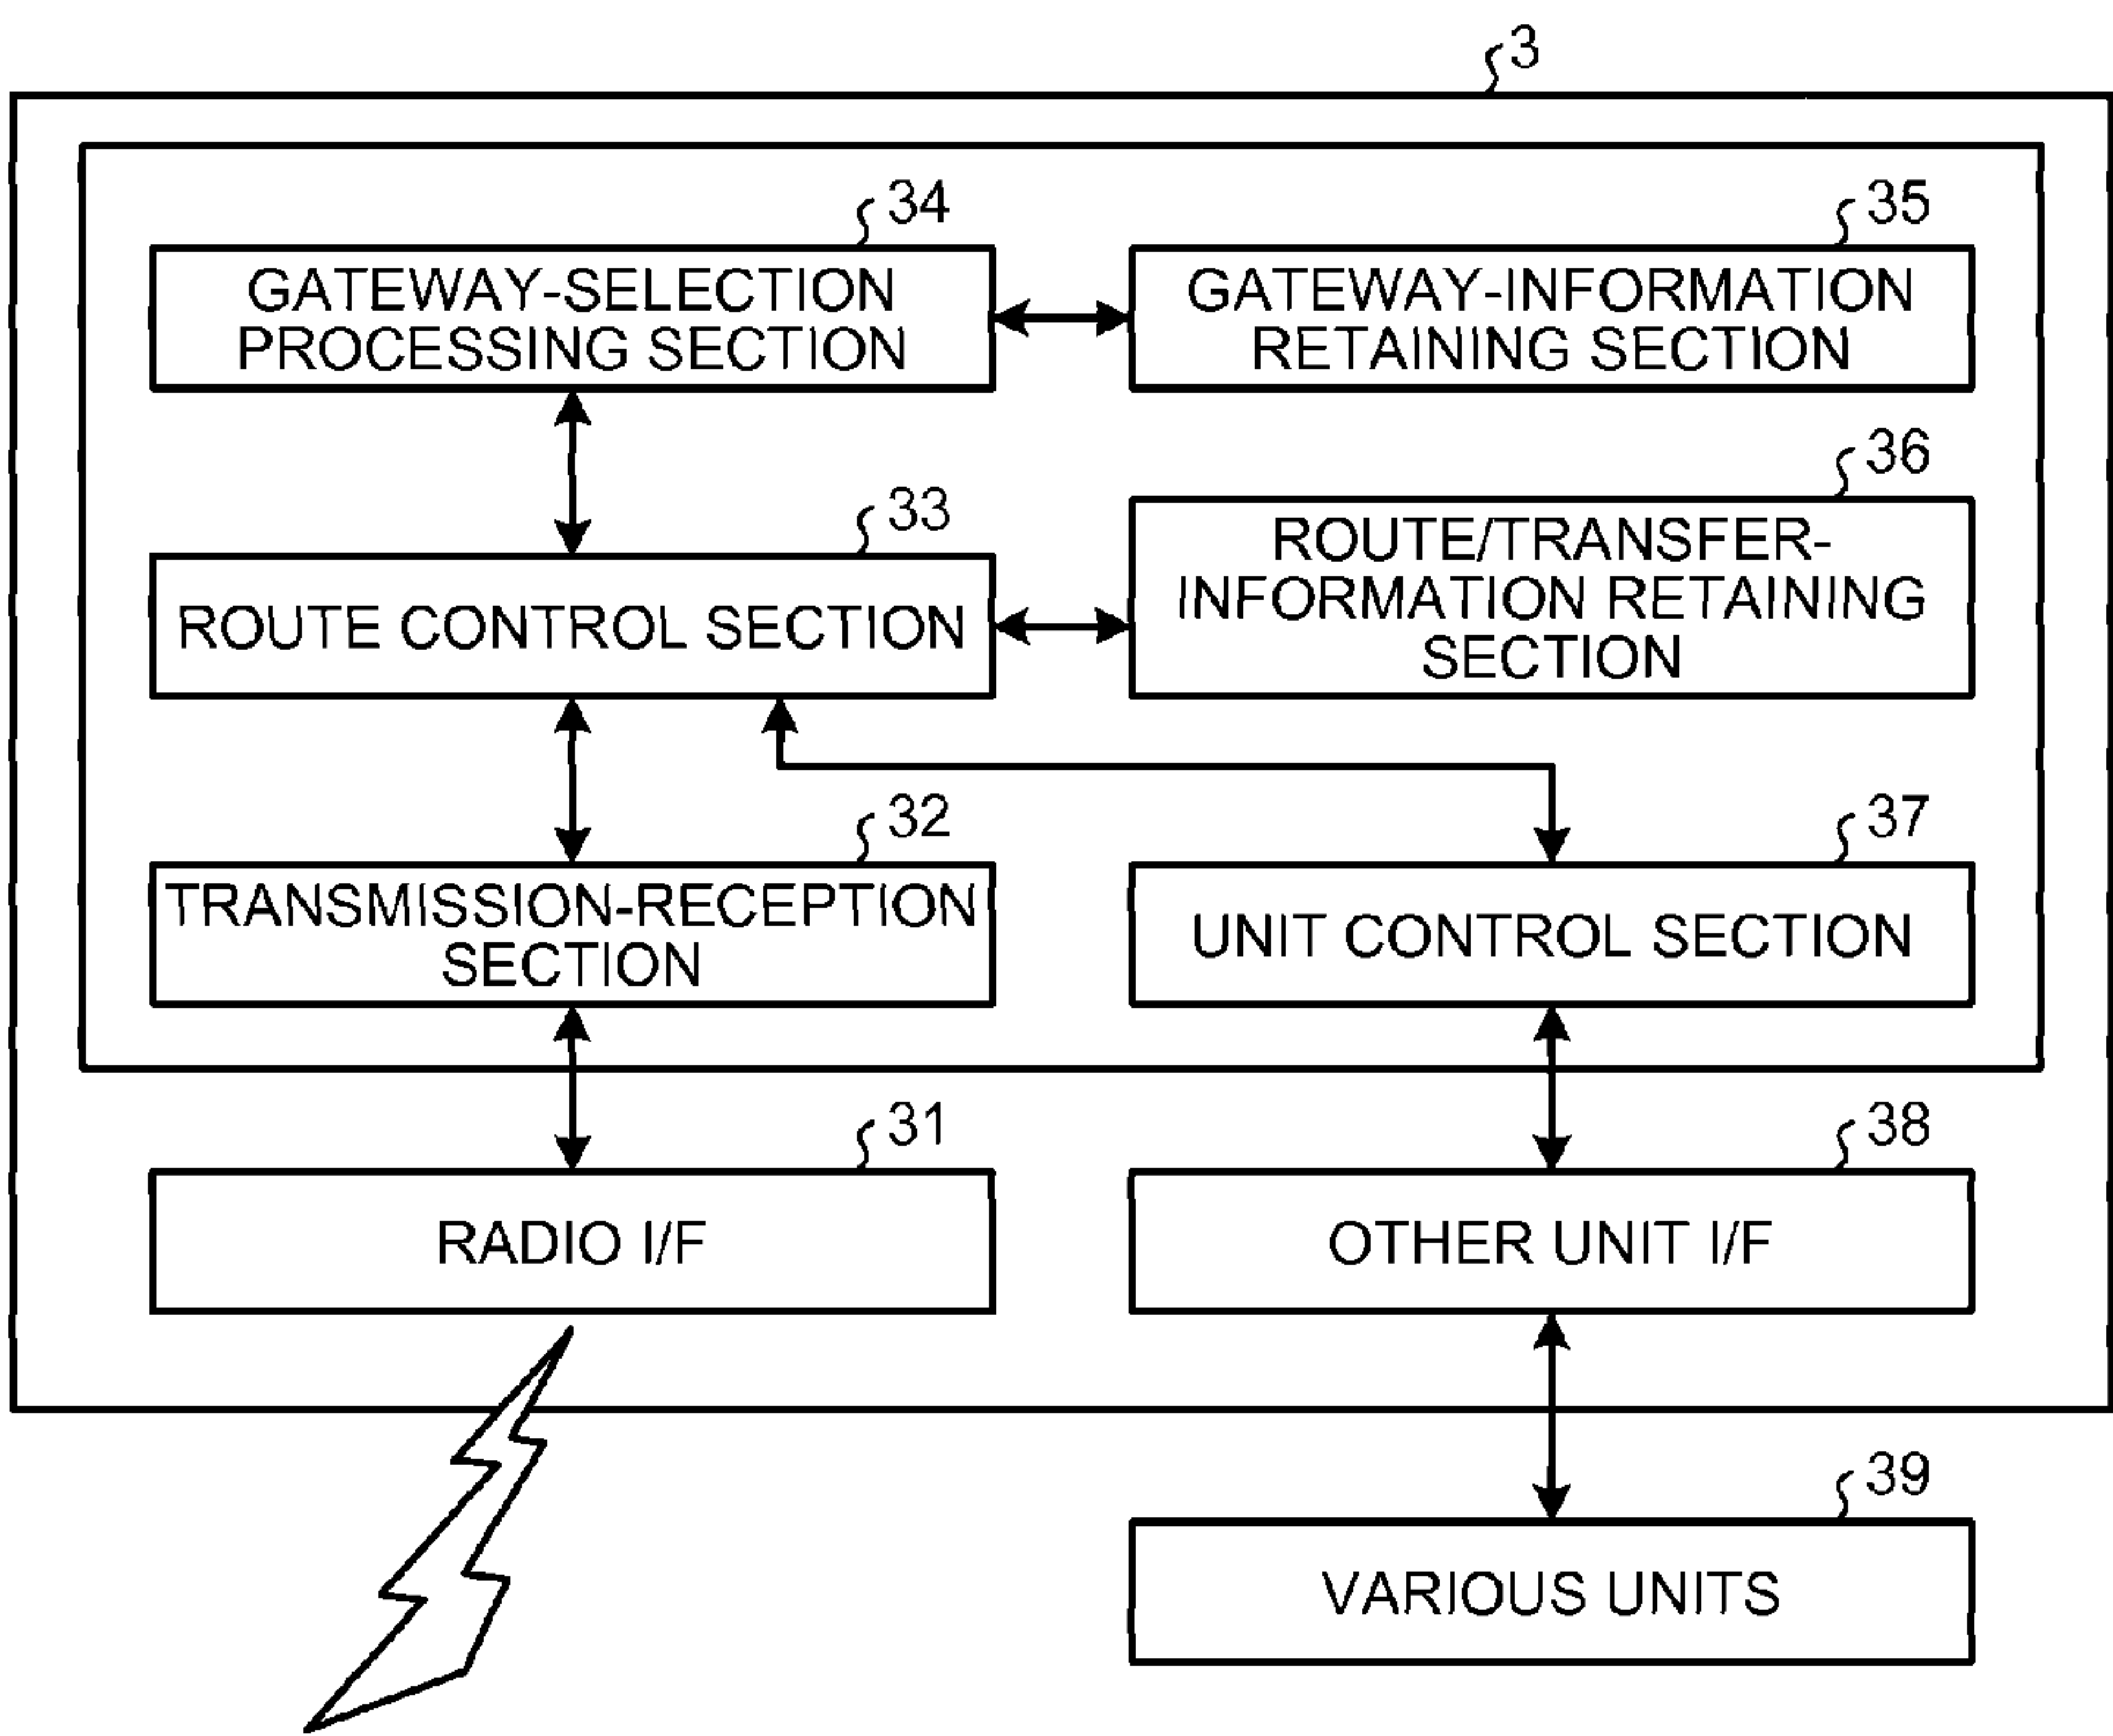 3
34
GATEWAY-SELECTION
PROCESSING SECTION
35
GATEWAY-INFORMATION
RETAINING SECTION
36
ROUTE/TRANSFER-
INFORMATION RETAINING
SECTION
33
ROUTE CONTROL SECTION
32
TRANSMISSION-RECEPTION
SECTION
37
UNIT CONTROL SECTION
31
RADIO I/F
38
OTHER UNIT I/F
39
VARIOUS UNITS